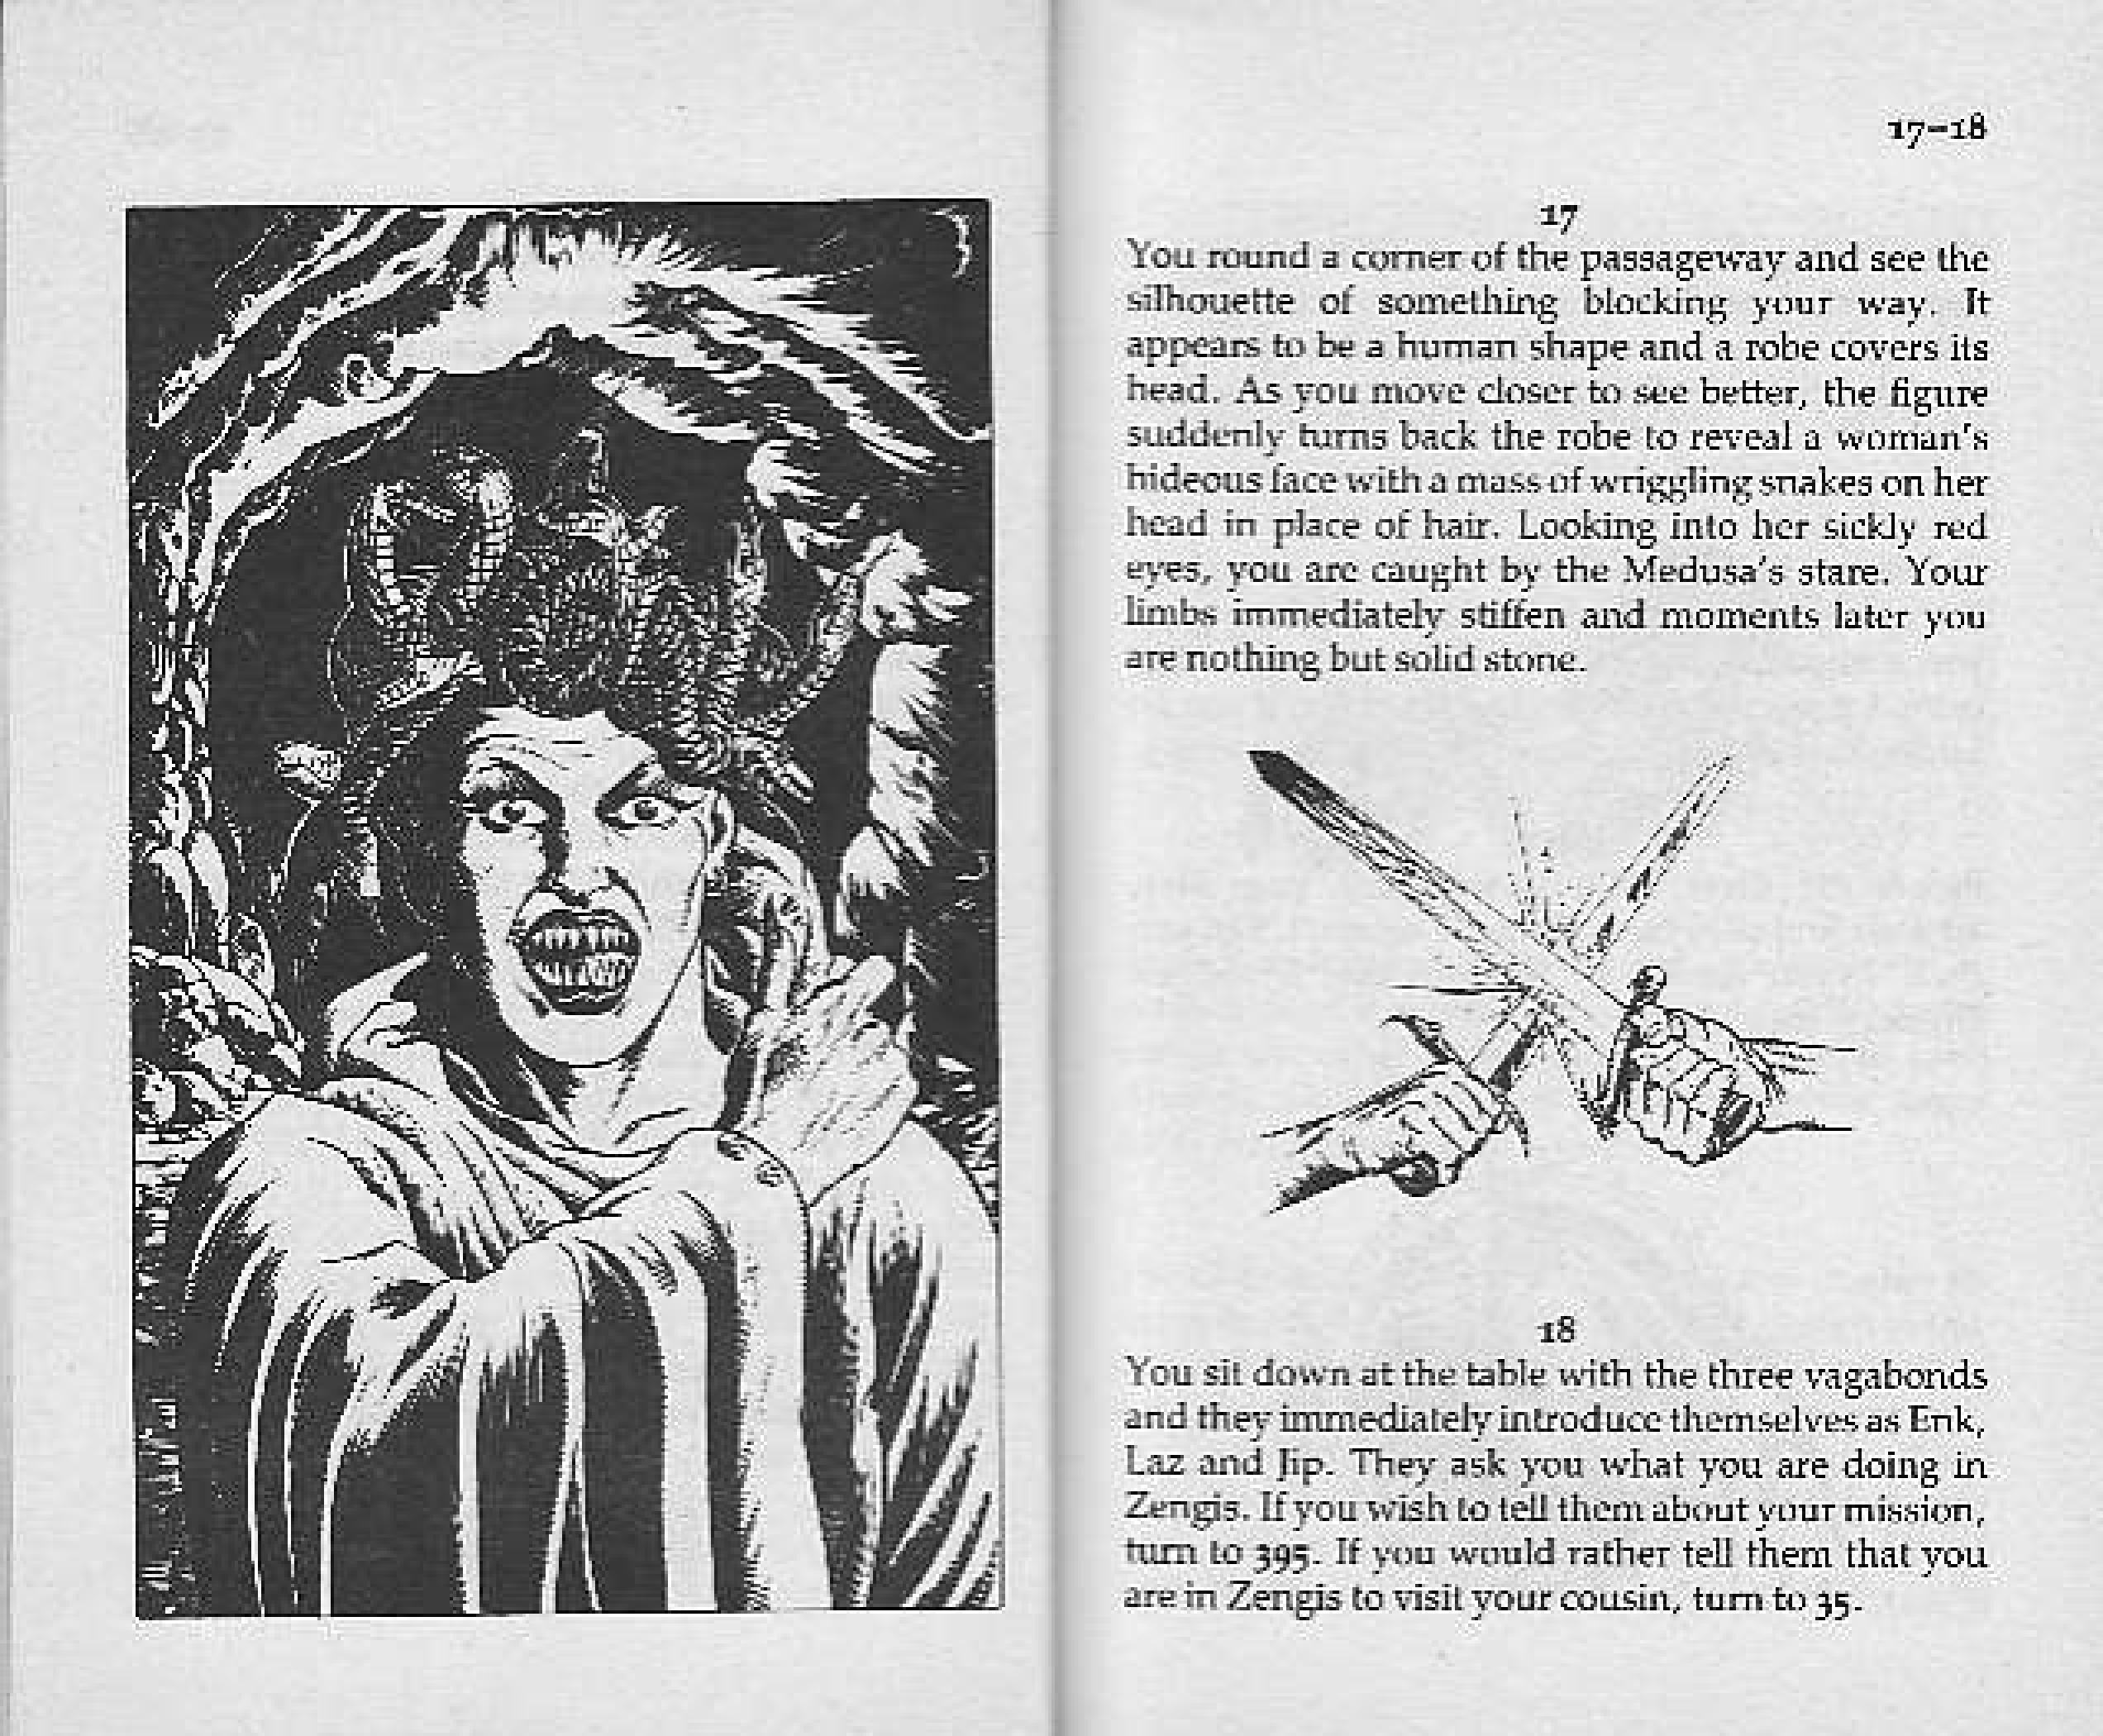 17–18
17
You round a corner of the passageway and see the
silhouette of something blocking your way. It
appears to be a human shape and a robe covers its
head. As you move closer to see better, the figure
suddenly turns back the robe to reveal a woman's
hideous face with a mass of wriggling snakes on her
head in place of hair. Looking into her sickly red
eyes, you are caught by the Medusa's stare. Your
limbs immediately stiffen and moments later you
are nothing but solid stone.
18
You sit down at the table with the three vagabonds
and they immediately introduce themselves as Enk,
Laz and Jip. They ask you what you are doing in
Zengis. If you wish to tell them about your mission,
turn to 395. If you would rather tell them that you
are in Zengis to visit your cousin, turn to 35.